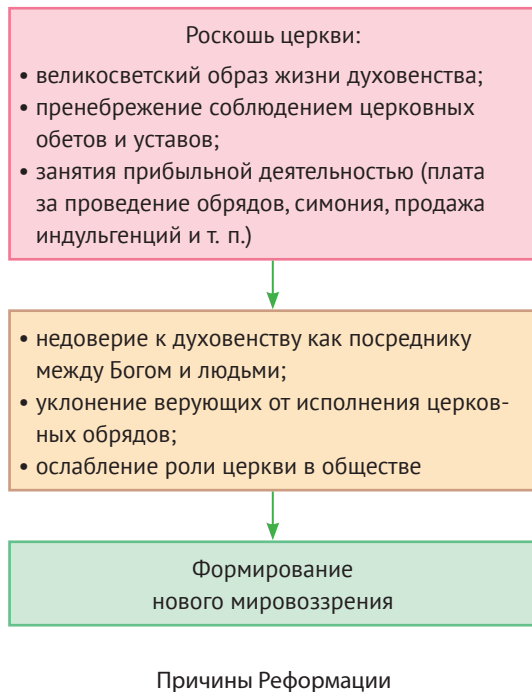 Роскошь церкви:
• великосветский образ жизни духовенства;
• пренебрежение соблюдением церковных
обетов и уставов;
• занятия прибыльной деятельностью (плата
за проведение обрядов, симония, продажа
индульгенций и т. п.)
• недоверие к духовенству как посреднику
между Богом и людьми;
• уклонение верующих от исполнения церков-
ных обрядов;
• ослабление роли церкви в обществе
Формирование
нового мировоззрения
Причины Реформации